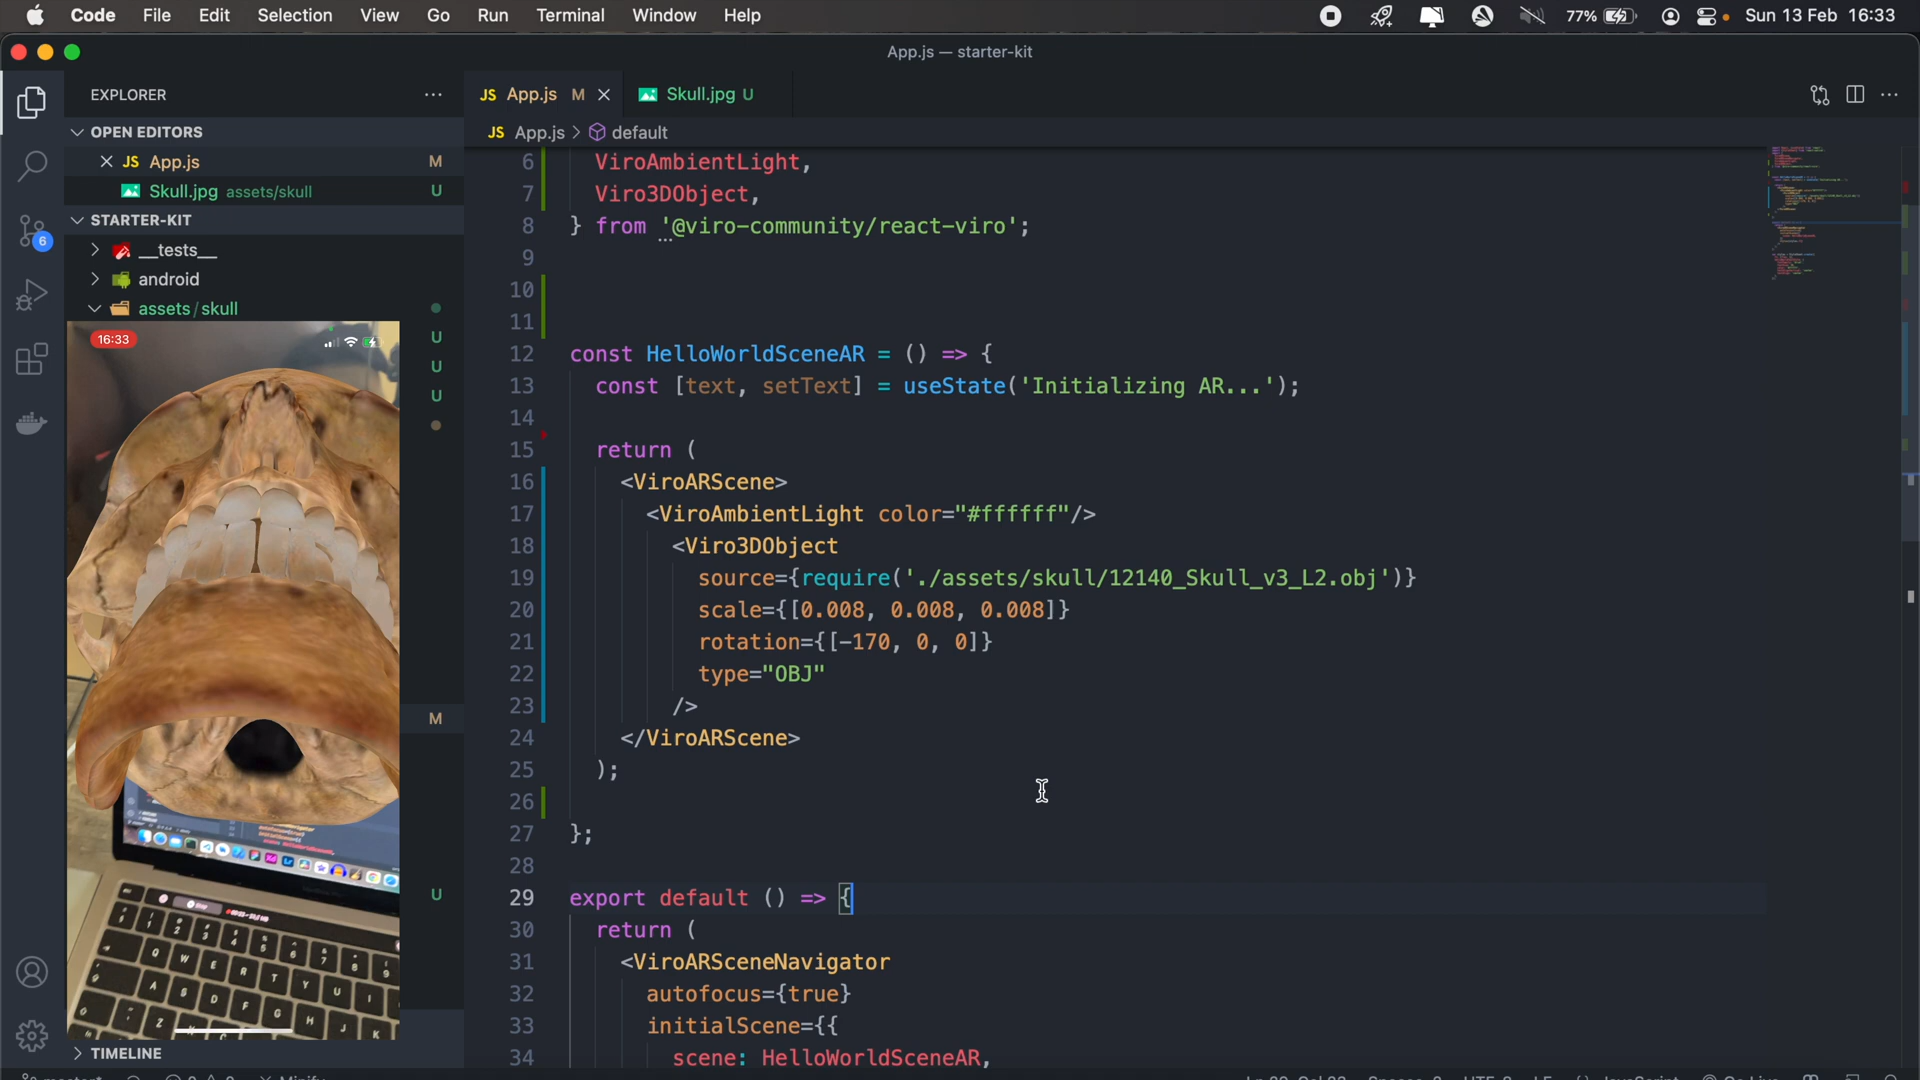 Code File Edit Selection View Go Run Terminal Window Help 77% Sun 13 Feb 16:33
App.js — starter-kit
EXPLORER
OPEN EDITORS
JS App.js M
Skull.jpg assets/skull U
STARTER-KIT
__tests__
android
assets/skull
U
U
U
M
U
6
16:33
TIMELINE
JS App.js M
Skull.jpg U
JS App.js > default
6 ViroAmbientLight,
7 Viro3DObject,
8 } from '@viro-community/react-viro';
9
10
11
12 const HelloWorldSceneAR = () => {
13 const [text, setText] = useState('Initializing AR...');
14
15 return (
16 <ViroARScene>
17 <ViroAmbientLight color="#ffffff"/>
18 <Viro3DObject
19 source={require('./assets/skull/12140_Skull_v3_L2.obj')}
20 scale={[0.008, 0.008, 0.008]}
21 rotation={[-170, 0, 0]}
22 type="OBJ"
23 />
24 </ViroARScene>
25 );
26
27 };
28
29 export default () => {
30 return (
31 <ViroARSceneNavigator
32 autofocus={true}
33 initialScene={{
34 scene: HelloWorldSceneAR,